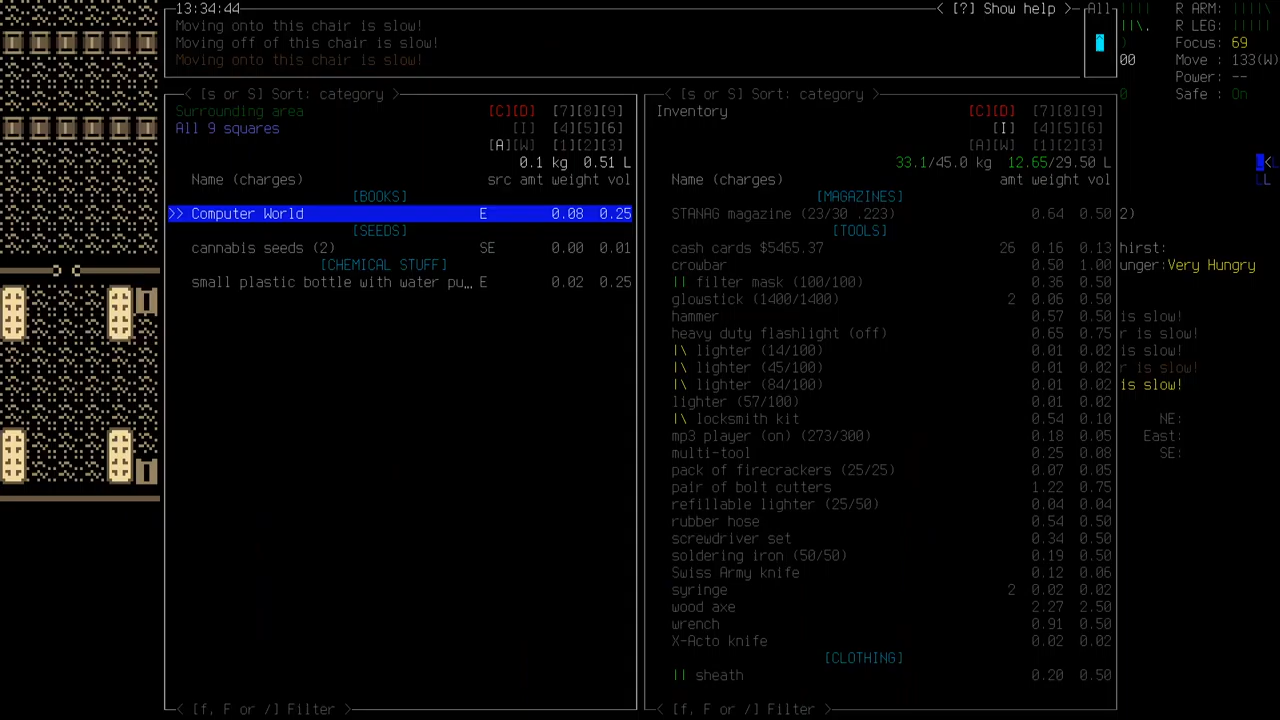 13:34:44
< [?] Show help >
All
R ARM:
Moving onto this chair is slow!
R LEG:
Moving off of this chair is slow!
Focus: 69
Moving onto this chair is slow!
00
Move : 133(W)
Power: --
Safe : On
< [s or S] Sort: category >
Surrounding area
[C][D] [7][8][9]
All 9 squares
[I] [4][5][6]
[A][W] [1][2][3]
0.1 kg 0.51 L
Name (charges) src amt weight vol
[BOOKS]
>> Computer World E 0.08 0.25
[SEEDS]
cannabis seeds (2) SE 0.00 0.01
[CHEMICAL STUFF]
small plastic bottle with water pu… E 0.02 0.25
< [f, F or /] Filter >
< [s or S] Sort: category >
Inventory
[C][D] [7][8][9]
[I] [4][5][6]
[A][W] [1][2][3]
33.1/45.0 kg 12.65/29.50 L
Name (charges) amt weight vol
[MAGAZINES]
STANAG magazine (23/30 .223) 0.64 0.50
[TOOLS]
cash cards $5465.37 26 0.16 0.13
crowbar 0.50 1.00
|| filter mask (100/100) 0.36 0.50
glowstick (1400/1400) 2 0.06 0.50
hammer 0.57 0.50
heavy duty flashlight (off) 0.65 0.75
|\ lighter (14/100) 0.01 0.02
|\ lighter (45/100) 0.01 0.02
|\ lighter (84/100) 0.01 0.02
lighter (57/100) 0.01 0.02
|\ locksmith kit 0.54 0.10
mp3 player (on) (273/300) 0.18 0.05
multi-tool 0.25 0.08
pack of firecrackers (25/25) 0.07 0.05
pair of bolt cutters 1.22 0.75
refillable lighter (25/50) 0.04 0.04
rubber hose 0.54 0.50
screwdriver set 0.34 0.50
soldering iron (50/50) 0.19 0.50
Swiss Army knife 0.12 0.06
syringe 2 0.02 0.02
wood axe 2.27 2.50
wrench 0.91 0.50
X-Acto knife 0.02 0.02
[CLOTHING]
|| sheath 0.20 0.50
< [f, F or /] Filter >
L
2)
hirst:
unger:Very Hungry
is slow!
r is slow!
is slow!
r is slow!
is slow!
NE:
East:
SE: